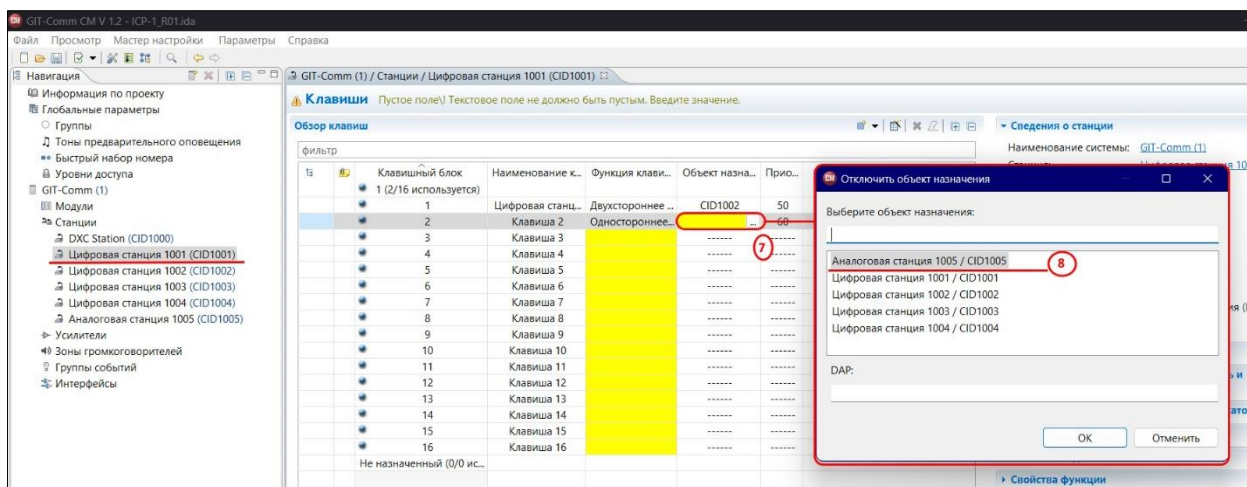 GIT-Comm CM V 1.2 - ICP-1_R01.ida
Файл Просмотр Мастер настройки Параметры Справка
Навигация
Информация по проекту
Глобальные параметры
Группы
Тоны предварительного оповещения
Быстрый набор номера
Уровни доступа
GIT-Comm (1)
Модули
Станции
DXC Station (CID1000)
Цифровая станция 1001 (CID1001)
Цифровая станция 1002 (CID1002)
Цифровая станция 1003 (CID1003)
Цифровая станция 1004 (CID1004)
Аналоговая станция 1005 (CID1005)
Усилители
Зоны громкоговорителей
Группы событий
Интерфейсы
GIT-Comm (1) / Станции / Цифровая станция 1001 (CID1001)
Клавиши Пустое поле\! Текстовое поле не должно быть пустым. Введите значение.
Обзор клавиш
фильтр
Клавишный блок Наименование к... Функция клави... Объект назна... Прио...
1 (2/16 используется)
1 Цифровая станц... Двухстороннее ... CID1002 50
2 Клавиша 2 Одностороннее... ... 60
3 Клавиша 3 ------ ------
4 Клавиша 4 ------ ------
5 Клавиша 5 ------ ------
6 Клавиша 6 ------ ------
7 Клавиша 7 ------ ------
8 Клавиша 8 ------ ------
9 Клавиша 9 ------ ------
10 Клавиша 10 ------ ------
11 Клавиша 11 ------ ------
12 Клавиша 12 ------ ------
13 Клавиша 13 ------ ------
14 Клавиша 14 ------ ------
15 Клавиша 15 ------ ------
16 Клавиша 16 ------ ------
Не назначенный (0/0 ис...
7
Сведения о станции
Наименование системы: GIT-Comm (1)
Отключить объект назначения
Выберите объект назначения:
Аналоговая станция 1005 / CID1005
8
Цифровая станция 1001 / CID1001
Цифровая станция 1002 / CID1002
Цифровая станция 1003 / CID1003
Цифровая станция 1004 / CID1004
DAP:
OK Отменить
Свойства функции